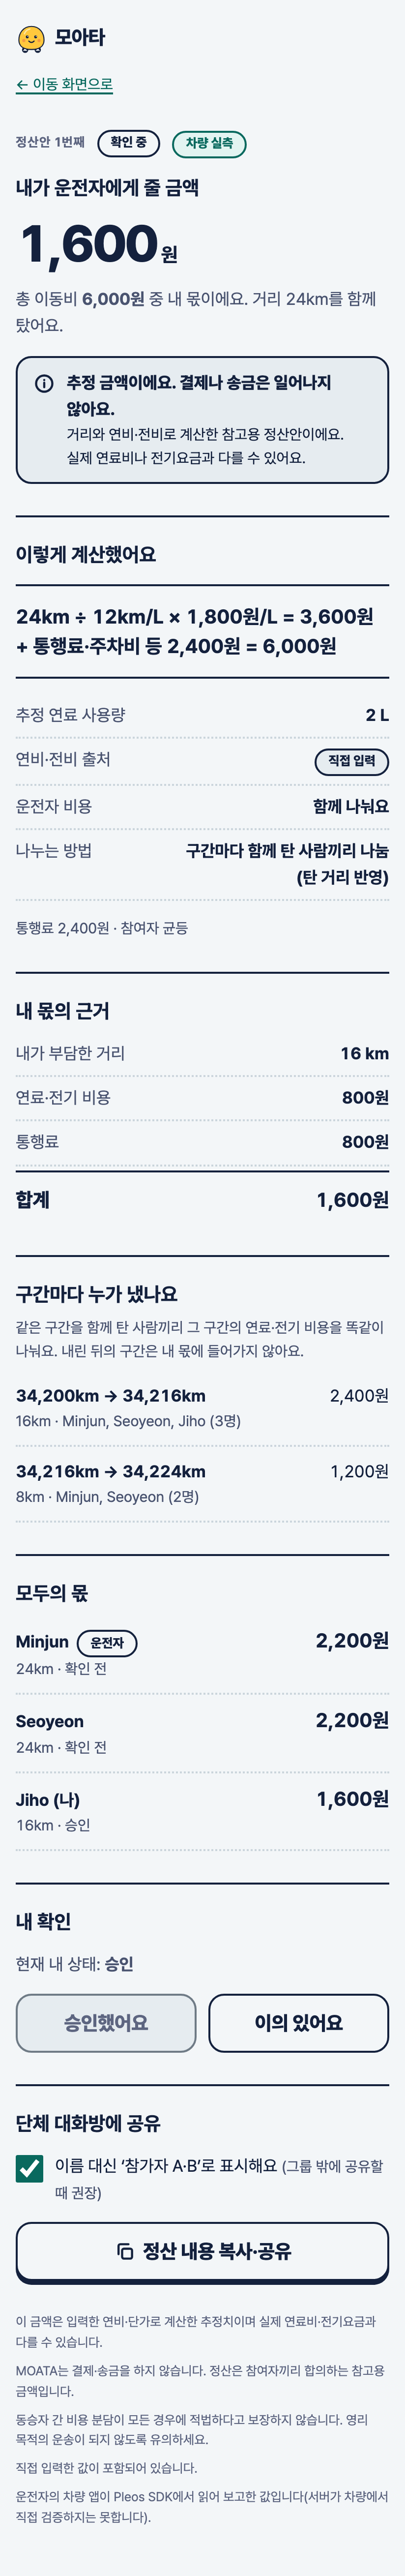 모아타
← 이동 화면으로
정산안 1번째 확인 중 차량 실측
내가 운전자에게 줄 금액
1,600원
총 이동비 6,000원 중 내 몫이에요. 거리 24km를 함께
탔어요.
추정 금액이에요. 결제나 송금은 일어나지
않아요.
거리와 연비·전비로 계산한 참고용 정산안이에요.
실제 연료비나 전기요금과 다를 수 있어요.
이렇게 계산했어요
24km ÷ 12km/L × 1,800원/L = 3,600원
+ 통행료·주차비 등 2,400원 = 6,000원
추정 연료 사용량 2 L
연비·전비 출처 직접 입력
운전자 비용 함께 나눠요
나누는 방법 구간마다 함께 탄 사람끼리 나눔
(탄 거리 반영)
통행료 2,400원 · 참여자 균등
내 몫의 근거
내가 부담한 거리 16 km
연료·전기 비용 800원
통행료 800원
합계 1,600원
구간마다 누가 냈나요
같은 구간을 함께 탄 사람끼리 그 구간의 연료·전기 비용을 똑같이
나눠요. 내린 뒤의 구간은 내 몫에 들어가지 않아요.
34,200km → 34,216km 2,400원
16km · Minjun, Seoyeon, Jiho (3명)
34,216km → 34,224km 1,200원
8km · Minjun, Seoyeon (2명)
모두의 몫
Minjun 운전자 2,200원
24km · 확인 전
Seoyeon 2,200원
24km · 확인 전
Jiho (나) 1,600원
16km · 승인
내 확인
현재 내 상태: 승인
승인했어요 이의 있어요
단체 대화방에 공유
이름 대신 ‘참가자 A·B’로 표시해요 (그룹 밖에 공유할
때 권장)
정산 내용 복사·공유
이 금액은 입력한 연비·단가로 계산한 추정치이며 실제 연료비·전기요금과
다를 수 있습니다.
MOATA는 결제·송금을 하지 않습니다. 정산은 참여자끼리 합의하는 참고용
금액입니다.
동승자 간 비용 분담이 모든 경우에 적법하다고 보장하지 않습니다. 영리
목적의 운송이 되지 않도록 유의하세요.
직접 입력한 값이 포함되어 있습니다.
운전자의 차량 앱이 Pleos SDK에서 읽어 보고한 값입니다(서버가 차량에서
직접 검증하지는 못합니다).